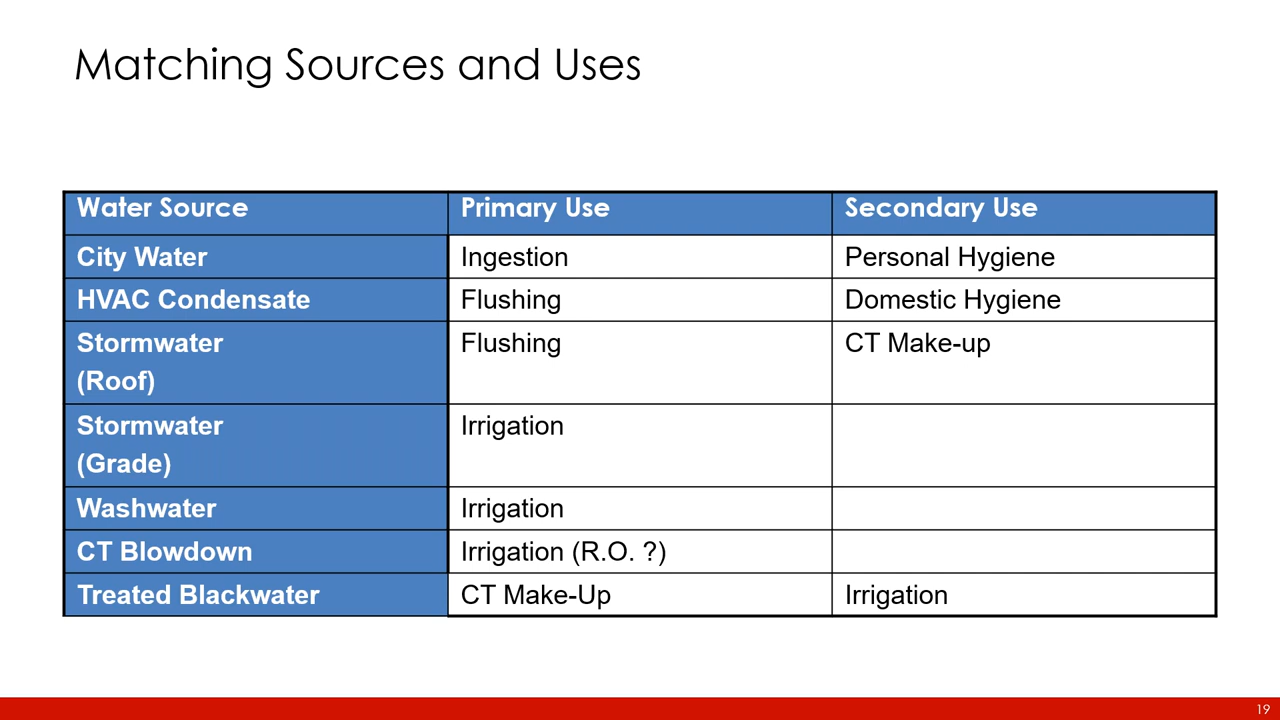 Matching Sources and Uses
Water Source Primary Use Secondary Use
City Water Ingestion Personal Hygiene
HVAC Condensate Flushing Domestic Hygiene
Stormwater Flushing CT Make-up
(Roof)
Stormwater Irrigation
(Grade)
Washwater Irrigation
CT Blowdown Irrigation (R.O. ?)
Treated Blackwater CT Make-Up Irrigation
19